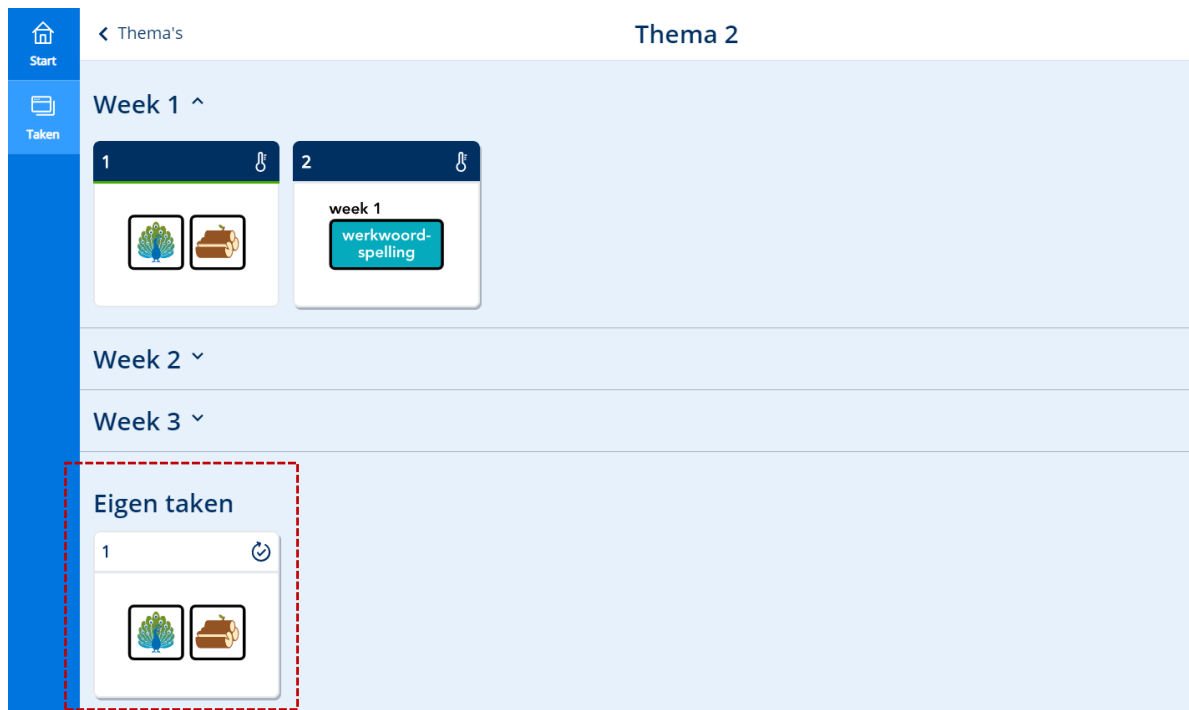 Start
Taken
Thema's
Thema 2
Week 1
1
2
week 1
werkwoord-
spelling
Week 2
Week 3
Eigen taken
1